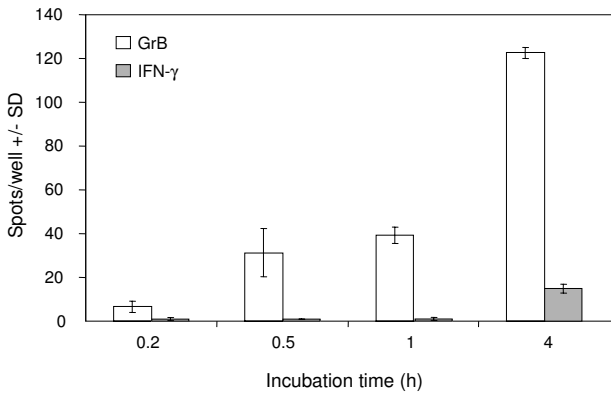 140
120
100
80
60
40
20
0
Spots/well +/- SD
GrB
IFN-γ
0.2 0.5 1 4
Incubation time (h)